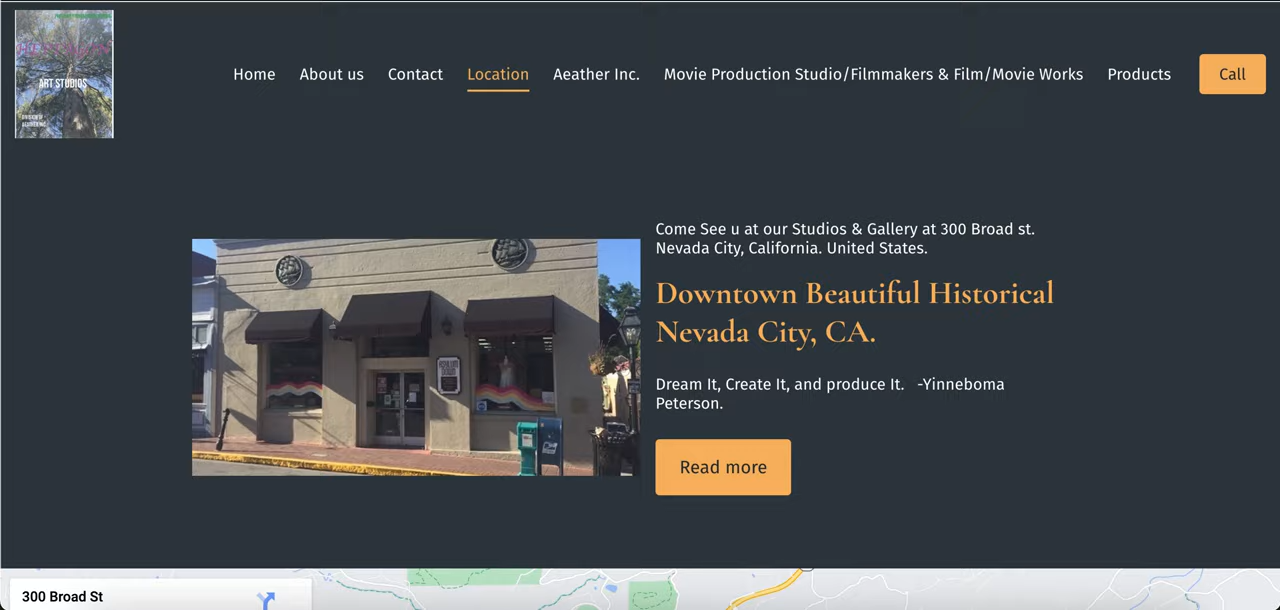 ART STUDIOS
Home About us Contact Location Aeather Inc. Movie Production Studio/Filmmakers & Film/Movie Works Products Call
Come See u at our Studios & Gallery at 300 Broad st.
Nevada City, California. United States.
Downtown Beautiful Historical
Nevada City, CA.
Dream It, Create It, and produce It. -Yinneboma
Peterson.
Read more
300 Broad St